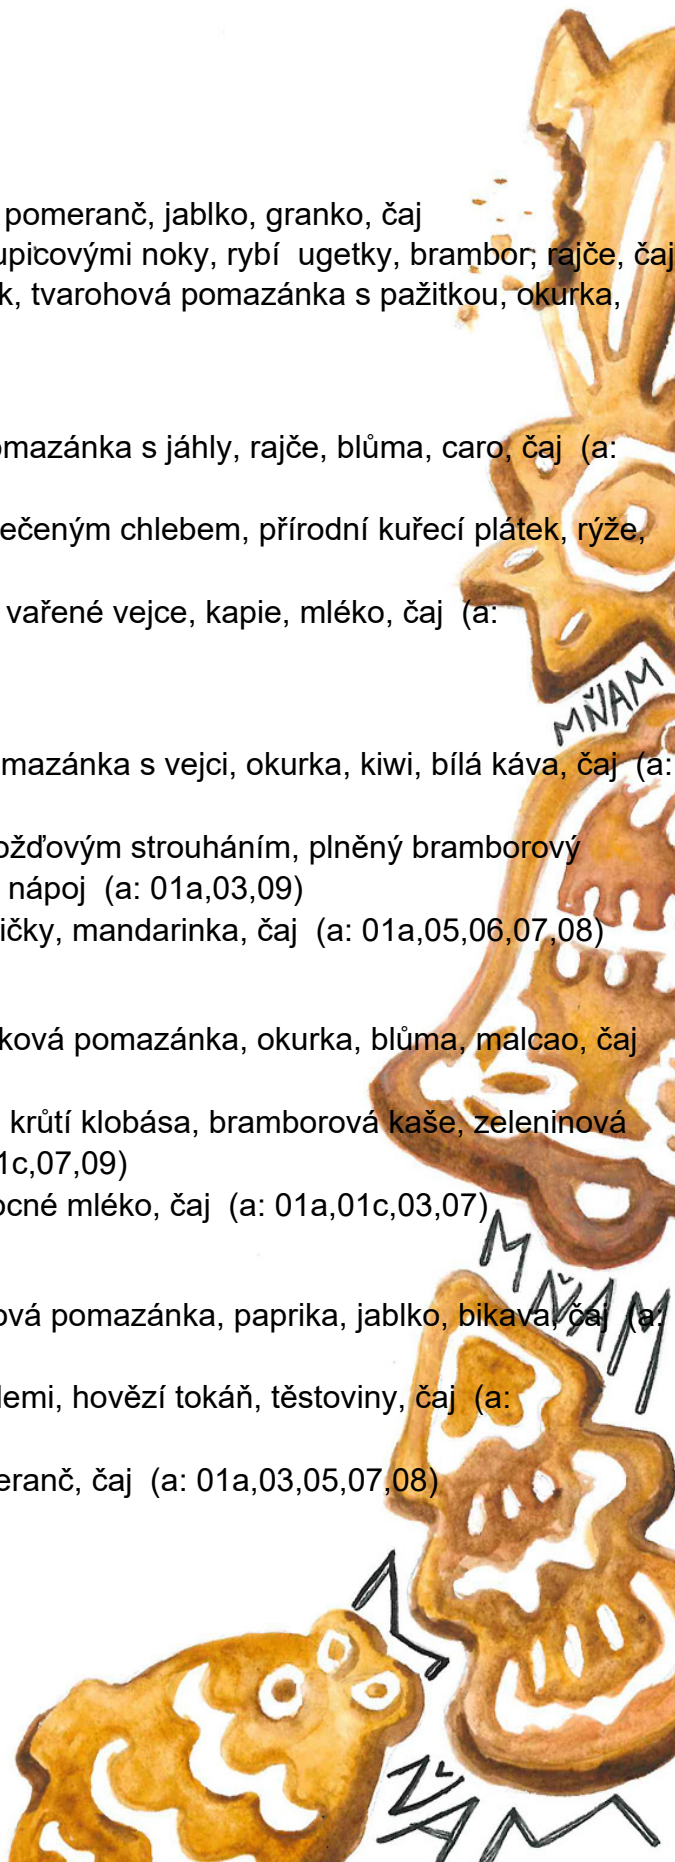 pomeranč, jablko, granko, čaj
upicovými noky, rybí  ugetky, brambor, rajče, čaj
k, tvarohová pomazánka s pažitkou, okurka,
omazánka s jáhly, rajče, blůma, caro, čaj  (a:
ečeným chlebem, přírodní kuřecí plátek, rýže,
vařené vejce, kapie, mléko, čaj  (a:
MŇAM
mazánka s vejci, okurka, kiwi, bílá káva, čaj  (a:
ožďovým strouháním, plněný bramborový
nápoj  (a: 01a,03,09)
ičky, mandarinka, čaj  (a: 01a,05,06,07,08)
ková pomazánka, okurka, blůma, malcao, čaj
krůtí klobása, bramborová kaše, zeleninová
1c,07,09)
ocné mléko, čaj  (a: 01a,01c,03,07)
MŇAM
ová pomazánka, paprika, jablko, bikava, čaj  (a:
lemi, hovězí tokáň, těstoviny, čaj  (a:
eranč, čaj  (a: 01a,03,05,07,08)
M
ŇAM